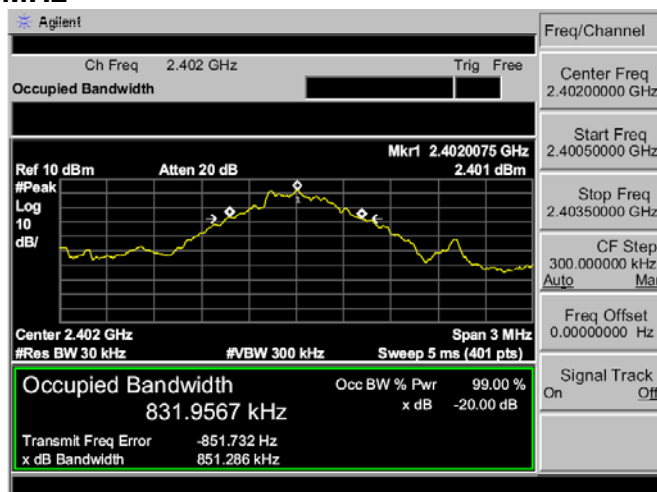 Agilent
Freq/Channel
Ch Freq 2.402 GHz Trig Free
Occupied Bandwidth
Center Freq
2.40200000 GHz
Start Freq
2.40050000 GHz
Stop Freq
2.40350000 GHz
CF Step
300.000000 kHz
Auto Ma
Freq Offset
0.00000000 Hz
Signal Track
On Off
Mkr1 2.4020075 GHz
Ref 10 dBm Atten 20 dB 2.401 dBm
#Peak
Log
10
dB/
1
Center 2.402 GHz Span 3 MHz
#Res BW 30 kHz #VBW 300 kHz Sweep 5 ms (401 pts)
Occupied Bandwidth Occ BW % Pwr 99.00 %
831.9567 kHz x dB -20.00 dB
Transmit Freq Error -851.732 Hz
x dB Bandwidth 851.286 kHz